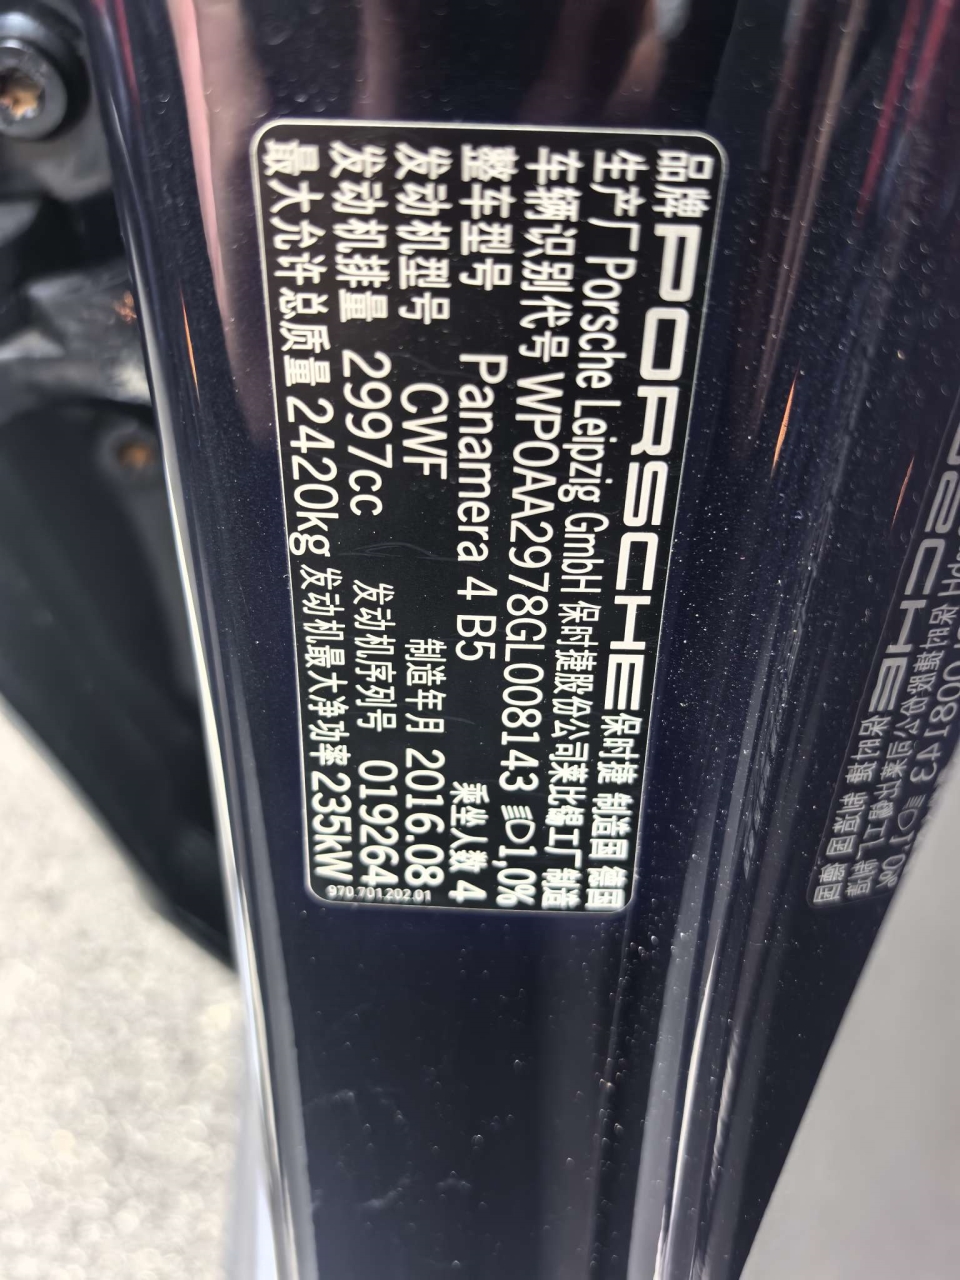 品牌 PORSCHE 保时捷 制造国 德国
生产厂 Porsche Leipzig GmbH 保时捷股份公司莱比锡工厂制造
车辆识别代号 WP0AA2978GL008143 1,0%
整车型号 Panamera 4 B5 乘坐人数 4
发动机型号 CWF 制造年月 2016.08
发动机排量 2997cc 发动机序列号 019264
最大允许总质量 2420kg 发动机最大净功率 235kW
970.701.202.01